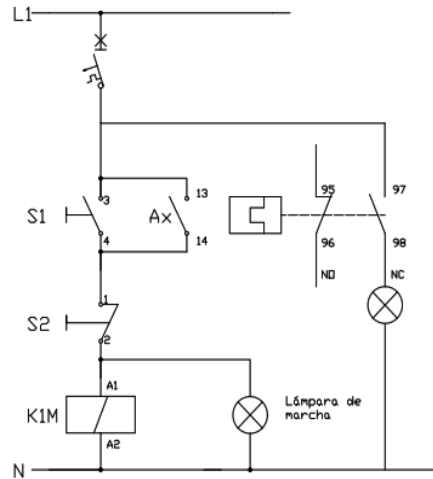 L1
3
13
95
97
S1
Ax
4
14
96
98
NO
NC
1
S2
2
A1
Lámpara de
marcha
K1M
A2
N